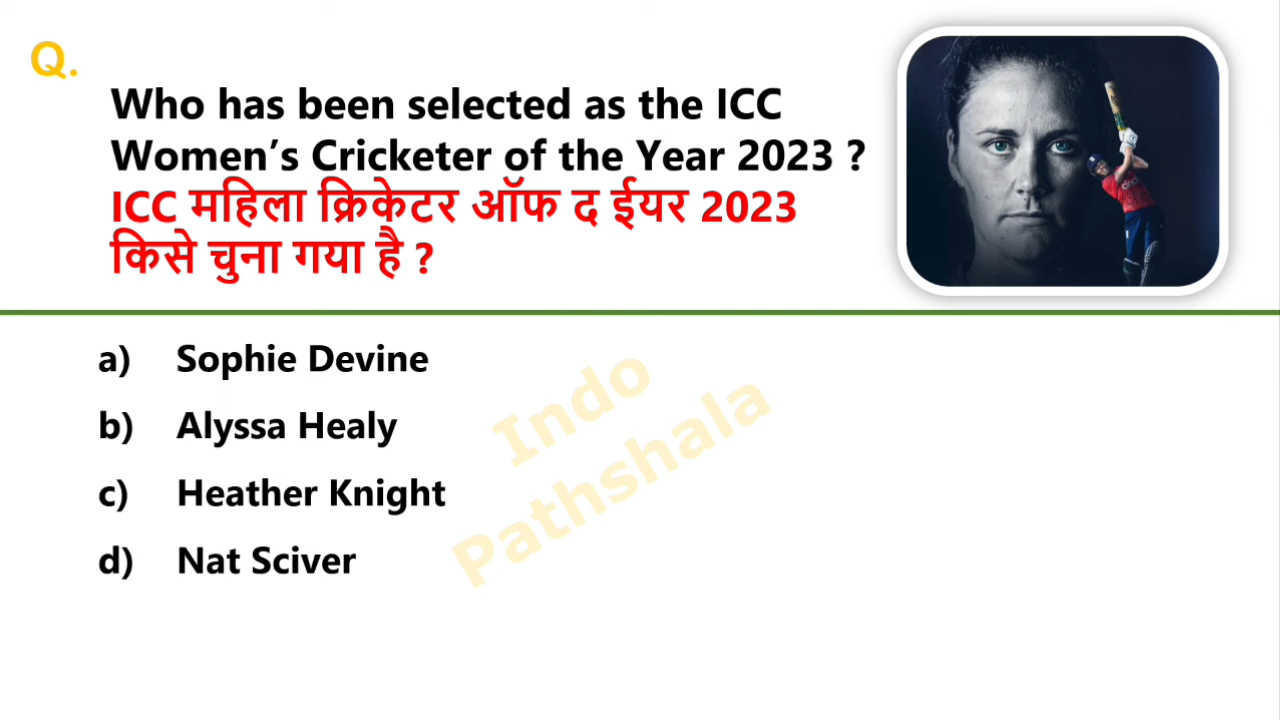 Q.
Who has been selected as the ICC
Women’s Cricketer of the Year 2023 ?
ICC महिला क्रिकेटर ऑफ द ईयर 2023
किसे चुना गया है ?
a) Sophie Devine
b) Alyssa Healy
c) Heather Knight
d) Nat Sciver
Indo
Pathshala